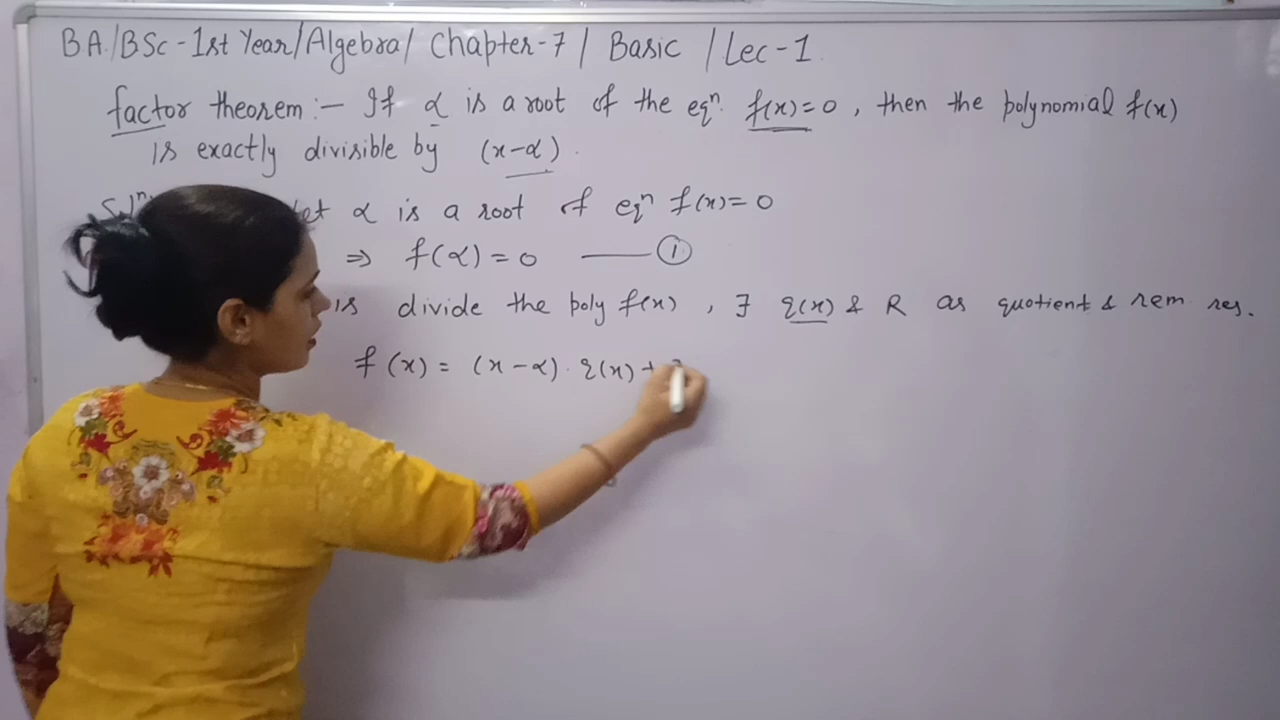 BA/BSc-1st Year/Algebra/ Chapter-7/ Basic /Lec-1
factor theorem:- If α is a root of the eqⁿ. f(x)=0, then the polynomial f(x)
is exactly divisible by (x-α).
α is a root of eqⁿ f(x)=0
⇒ f(α)=0 —— ①
is divide the poly f(x), ∃ q(x) & R as quotient & rem res.
f(x) = (x-α). q(x) +